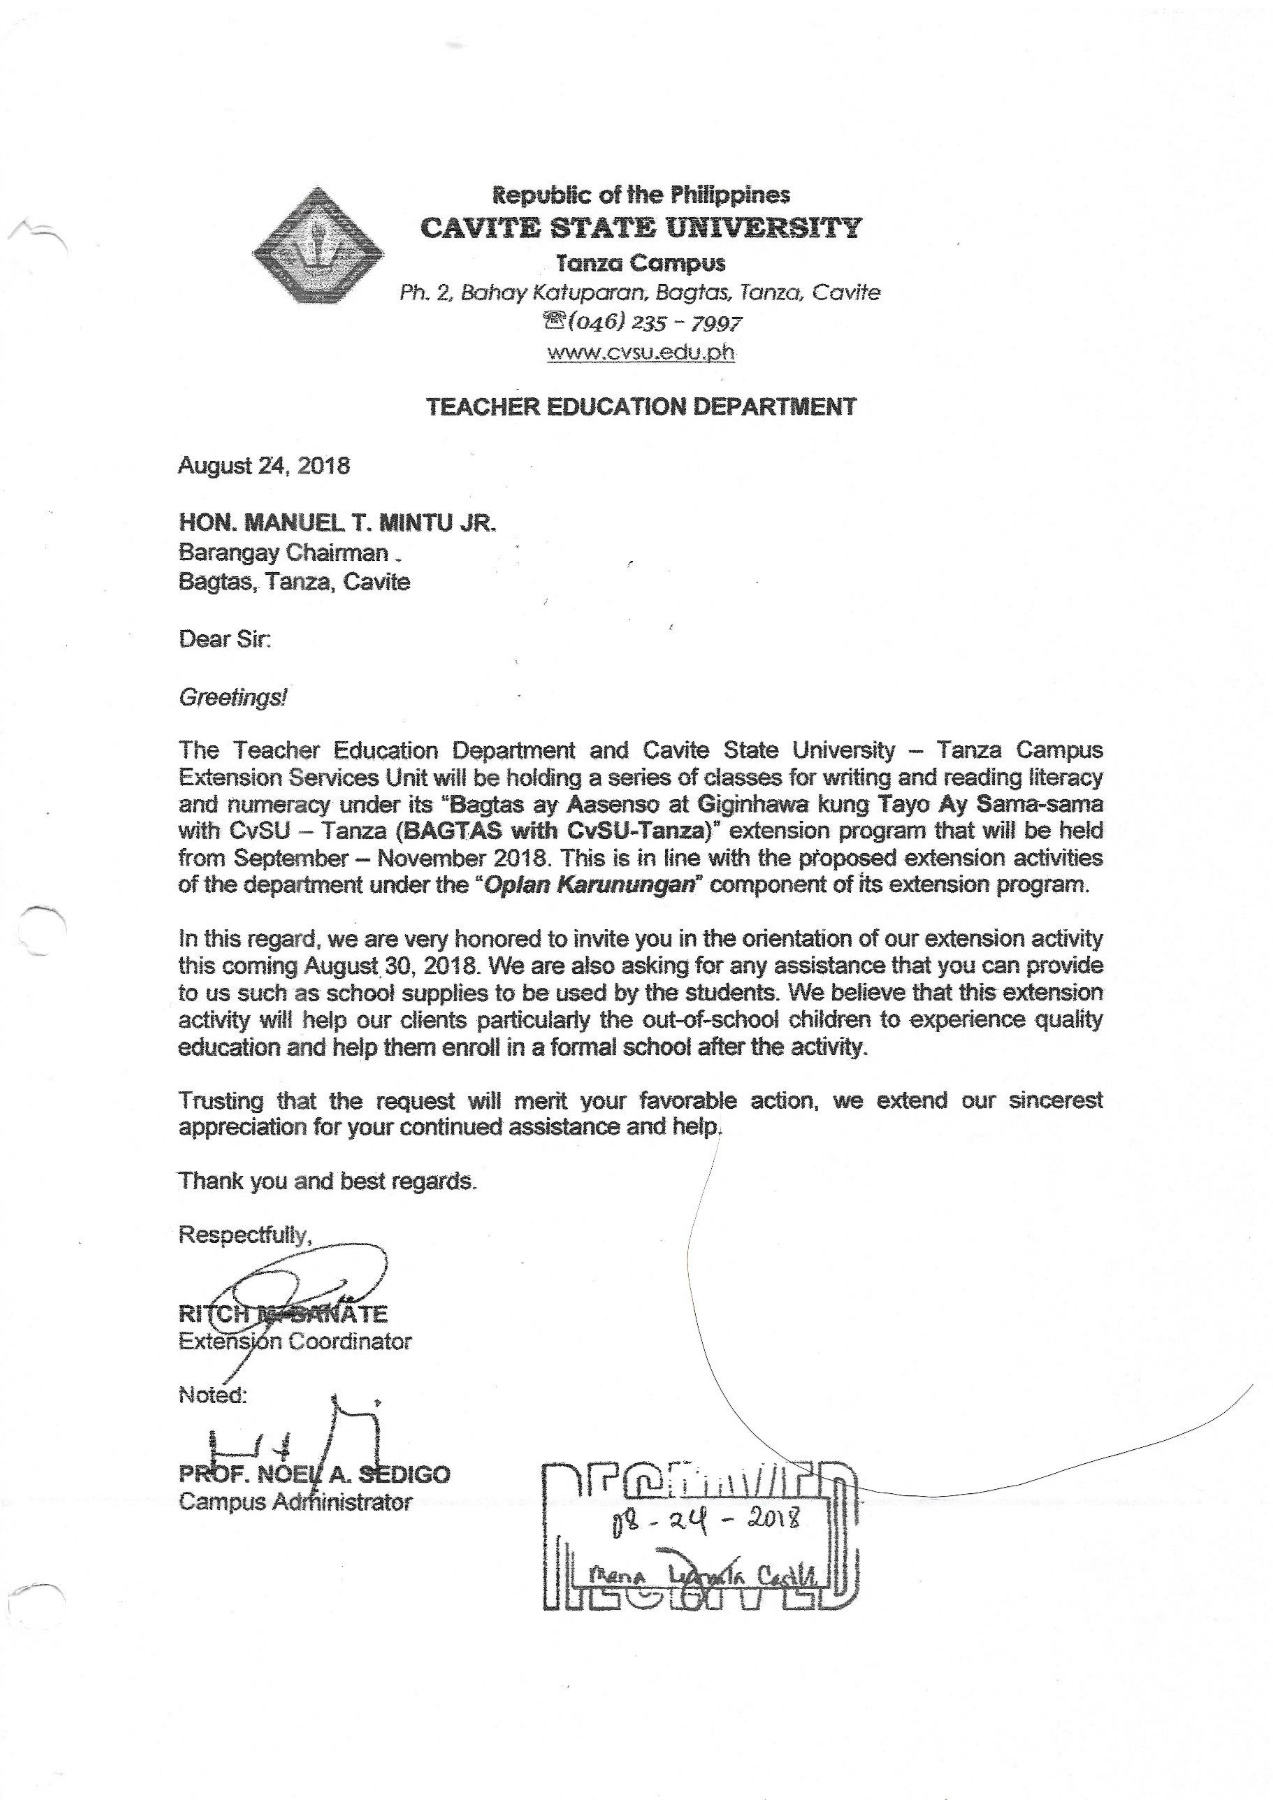 Republic of the Philippines
CAVITE STATE UNIVERSITY
Tanza Campus
Ph. 2, Bahay Katuparan, Bagtas, Tanza, Cavite
☏(046) 235 – 7997
www.cvsu.edu.ph
TEACHER EDUCATION DEPARTMENT
August 24, 2018
HON. MANUEL T. MINTU JR.
Barangay Chairman
Bagtas, Tanza, Cavite
Dear Sir:
Greetings!
The Teacher Education Department and Cavite State University – Tanza Campus
Extension Services Unit will be holding a series of classes for writing and reading literacy
and numeracy under its “Bagtas ay Aasenso at Giginhawa kung Tayo Ay Sama-sama
with CvSU – Tanza (BAGTAS with CvSU-Tanza)” extension program that will be held
from September – November 2018. This is in line with the proposed extension activities
of the department under the “Oplan Karunungan” component of its extension program.
In this regard, we are very honored to invite you in the orientation of our extension activity
this coming August 30, 2018. We are also asking for any assistance that you can provide
to us such as school supplies to be used by the students. We believe that this extension
activity will help our clients particularly the out-of-school children to experience quality
education and help them enroll in a formal school after the activity.
Trusting that the request will merit your favorable action, we extend our sincerest
appreciation for your continued assistance and help.
Thank you and best regards.
Respectfully,
RITCH M. BANATE
Extension Coordinator
Noted:
PROF. NOEL A. SEDIGO
Campus Administrator
RECEIVED
08 - 24 - 2018
RECEIVED